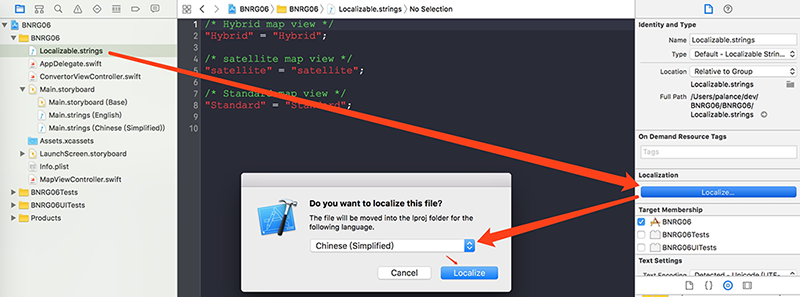 BNRG06
BNRG06
Localizable.strings
AppDelegate.swift
ConvertorViewController.swift
Main.storyboard
Main.storyboard (Base)
Main.strings (English)
Main.strings (Chinese (Simplified))
Assets.xcassets
LaunchScreen.storyboard
Info.plist
MapViewController.swift
BNRG06Tests
BNRG06UITests
Products
BNRG06 BNRG06 Localizable.strings No Selection
1 /* Hybrid map view */
2 "Hybrid" = "Hybrid";
3
4
5 /* satellite map view */
"satellite" = "satellite";
6
7 /* Standard map view */
8 "Standard" = "Standard";
9
10
Do you want to localize this file?
The file will be moved into the lproj folder for the
following language.
Chinese (Simplified)
Cancel
Localize
Identity and Type
Name Localizable.strings
Type Default - Localizable Strin...
Location Relative to Group
Localizable.strings
Full Path /Users/palance/dev/
BNRG06/BNRG06/
Localizable.strings
On Demand Resource Tags
Tags
Localization
Localize...
Target Membership
BNRG06
BNRG06Tests
BNRG06UITests
Text Settings